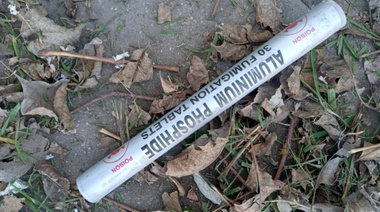 POISON
ALUMINIUM PHOSPHIDE
30 FUMIGATION TABLETS
POISON